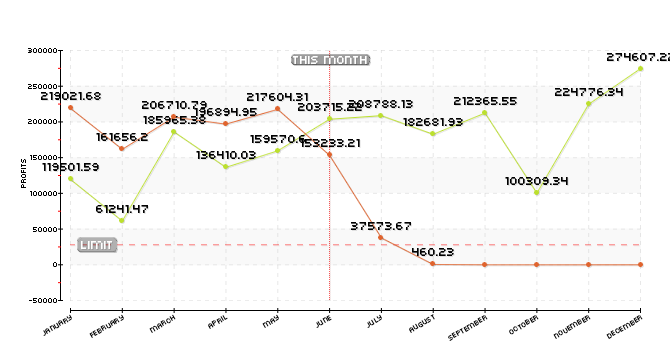 THIS MONTH
300000
250000
200000
150000
100000
50000
0
-50000
PROFITS
LIMIT
219021.68
161656.2
206710.79
196894.95
217604.31
153233.21
37573.67
460.23
119501.59
61241.47
185965.38
136410.03
159570.6
203715.22
208788.13
182681.93
212365.55
100309.34
224776.34
274607.22
JANUARY
FEBRUARY
MARCH
APRIL
MAY
JUNE
JULY
AUGUST
SEPTEMBER
OCTOBER
NOVEMBER
DECEMBER